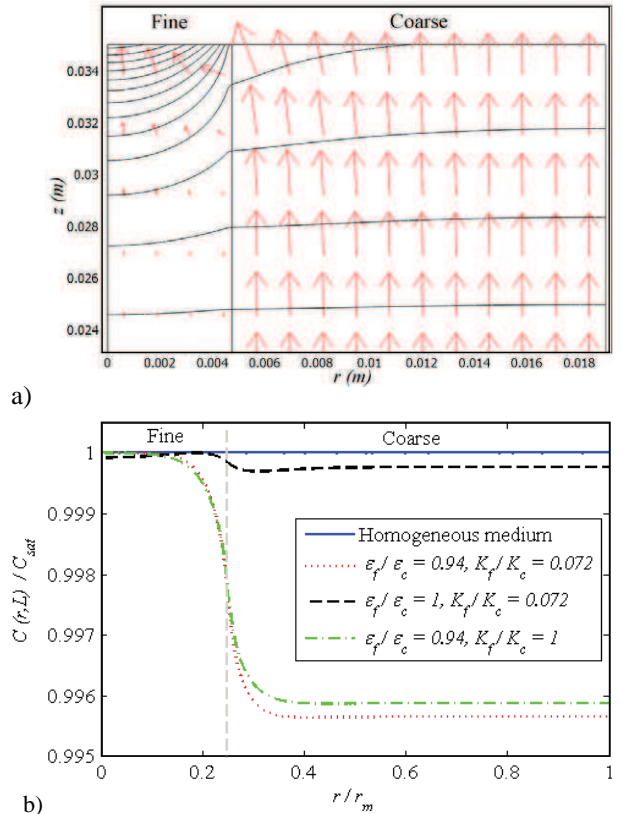 Fine Coarse
0.034
0.032
0.03
0.028
0.026
0.024
z (m)
0 0.002 0.004 0.006 0.008 0.01 0.012 0.014 0.016 0.018
r (m)
a)
Fine Coarse
1
0.999
0.998
0.997
0.996
0.995
C (r,L) / C_sat
Homogeneous medium
ε_f / ε_c = 0.94, K_f / K_c = 0.072
ε_f / ε_c = 1, K_f / K_c = 0.072
ε_f / ε_c = 0.94, K_f / K_c = 1
0 0.2 0.4 0.6 0.8 1
r / r_m
b)